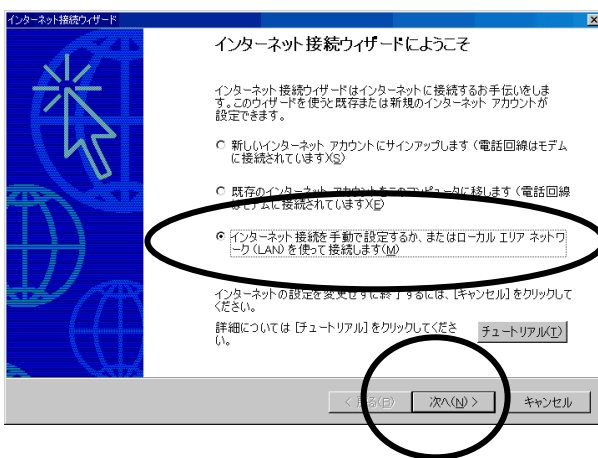 インターネット接続ウィザード
インターネット接続ウィザードにようこそ
インターネット接続ウィザードはインターネットに接続するお手伝いをしま
す。このウィザードを使うと既存または新規のインターネット アカウントが
設定できます。
新しいインターネット アカウントにサインアップします (電話回線はモデム
に接続されています)(S)
既存のインターネット アカウントをこのコンピュータに移します (電話回線
はモデムに接続されています)(E)
インターネット接続を手動で設定するか、またはローカル エリア ネットワ
ーク (LAN) を使って接続します(M)
インターネットの設定を変更せずに終了するには、[キャンセル] をクリックして
ください。
詳細については [チュートリアル] をクリックしてくださ
い。
チュートリアル(T)
< 戻る(B)
次へ(N) >
キャンセル